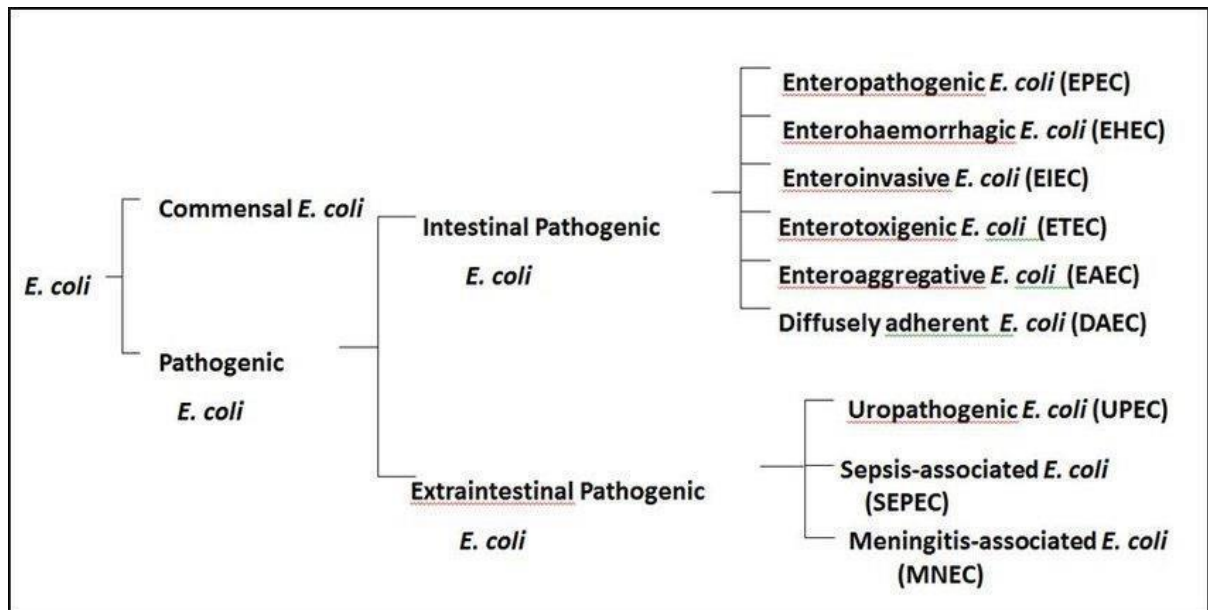 E. coli
Commensal E. coli
Pathogenic
E. coli
Intestinal Pathogenic
E. coli
Extraintestinal Pathogenic
E. coli
Enteropathogenic E. coli (EPEC)
Enterohaemorrhagic E. coli (EHEC)
Enteroinvasive E. coli (EIEC)
Enterotoxigenic E. coli (ETEC)
Enteroaggregative E. coli (EAEC)
Diffusely adherent E. coli (DAEC)
Uropathogenic E. coli (UPEC)
Sepsis-associated E. coli
(SEPEC)
Meningitis-associated E. coli
(MNEC)